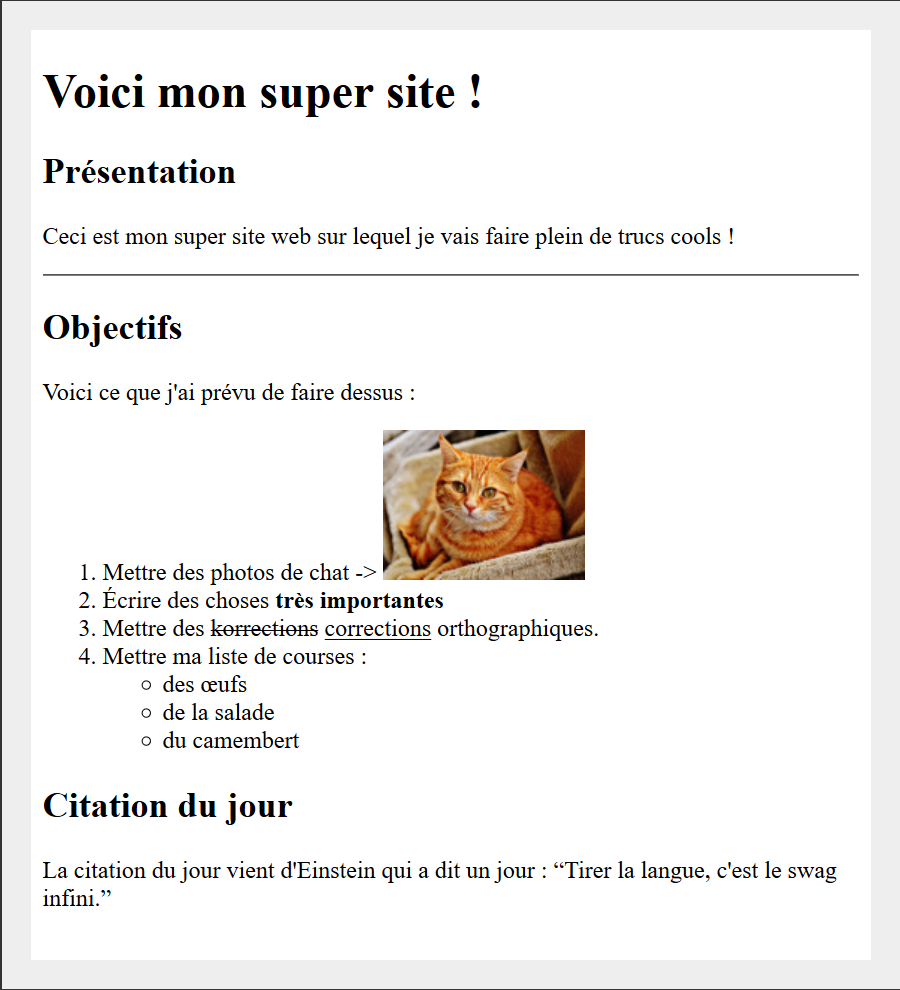 Voici mon super site !
Présentation
Ceci est mon super site web sur lequel je vais faire plein de trucs cools !
Objectifs
Voici ce que j'ai prévu de faire dessus :
1. Mettre des photos de chat ->
2. Écrire des choses très importantes
3. Mettre des korrections corrections orthographiques.
4. Mettre ma liste de courses :
◦ des œufs
◦ de la salade
◦ du camembert
Citation du jour
La citation du jour vient d'Einstein qui a dit un jour : “Tirer la langue, c'est le swag
infini.”